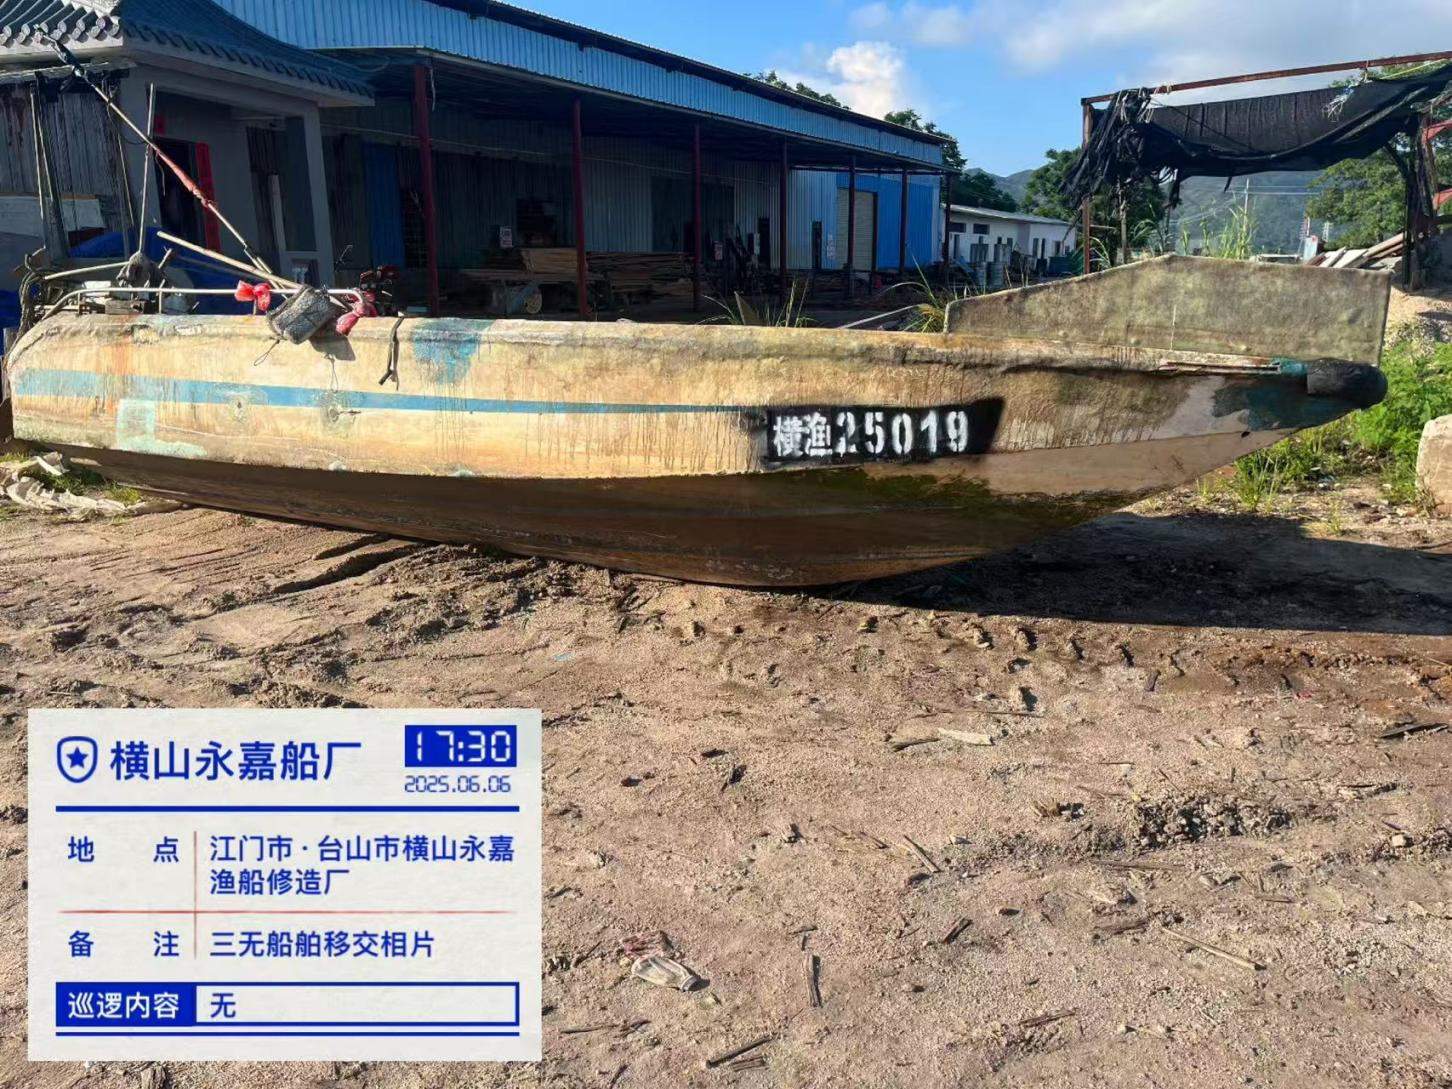 横渔25019
横山永嘉船厂
17:30
2025.06.06
地 点
江门市·台山市横山永嘉
渔船修造厂
备 注
三无船舶移交相片
巡逻内容
无